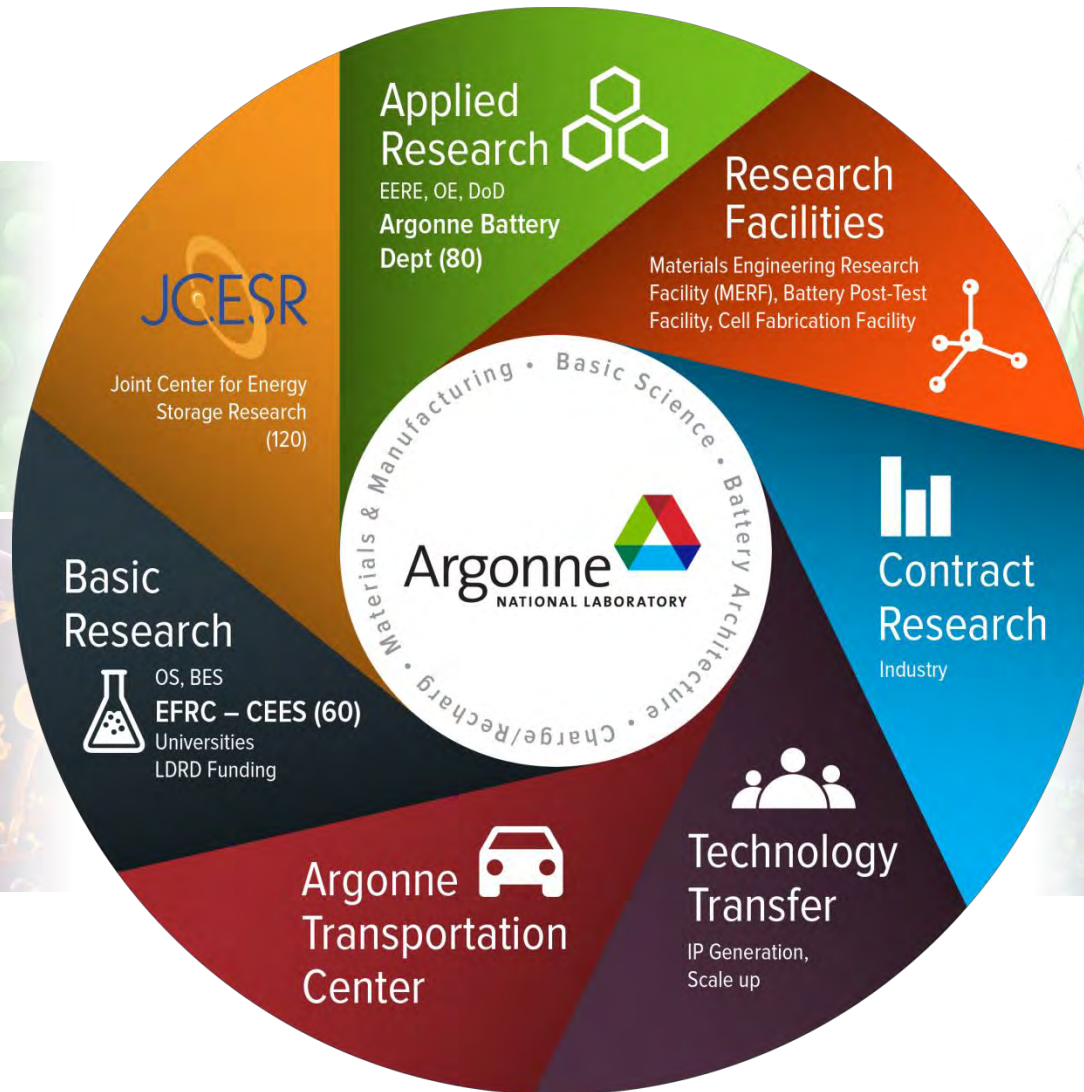 Applied
Research
EERE, OE, DoD
Argonne Battery
Dept (80)
Research
Facilities
Materials Engineering Research
Facility (MERF), Battery Post-Test
Facility, Cell Fabrication Facility
Contract
Research
Industry
Technology
Transfer
IP Generation,
Scale up
Argonne
Transportation
Center
Basic
Research
OS, BES
EFRC – CEES (60)
Universities
LDRD Funding
JCESR
Joint Center for Energy
Storage Research
(120)
Basic Science • Battery Architecture • Charge/Recharg • Materials & Manufacturing •
Argonne
NATIONAL LABORATORY